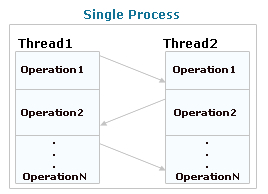 Single Process
Thread1 Thread2
Operation1 Operation1
Operation2 Operation2
OperationN OperationN